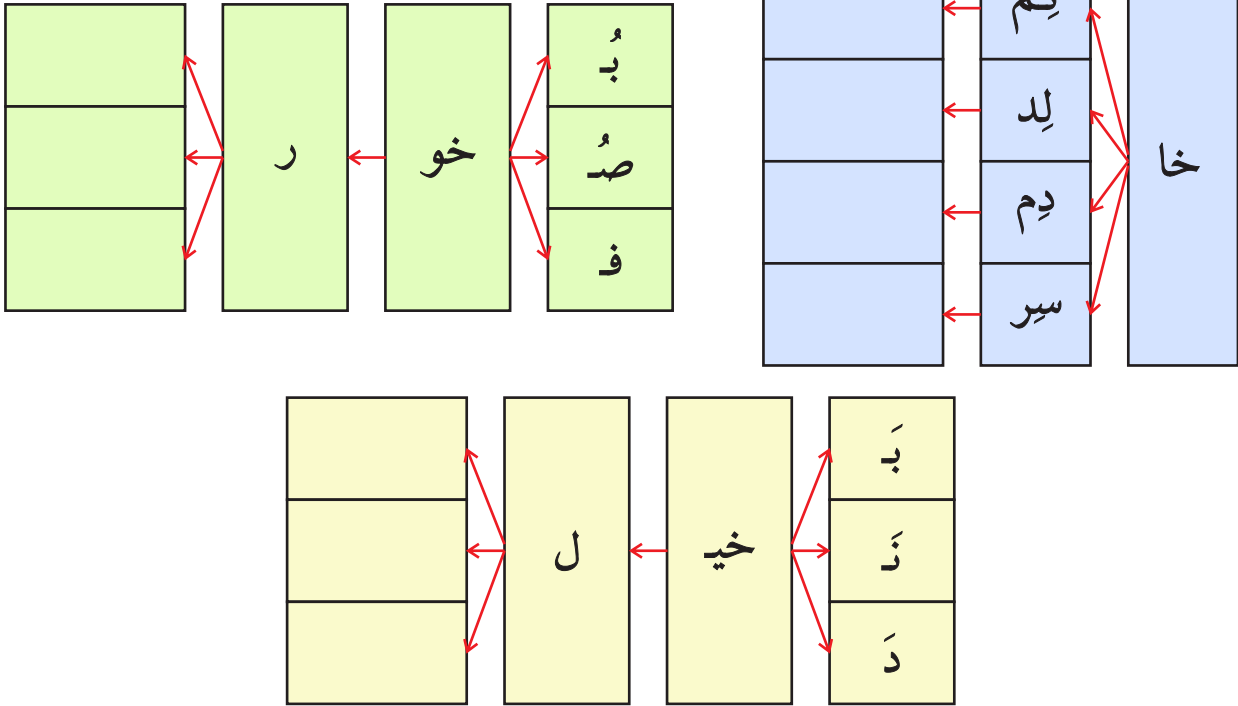 خا
لِد
دِم
سِر
بُـ
صُـ
فـ
خو
ر
بَـ
نَـ
دَ
خيـ
ل